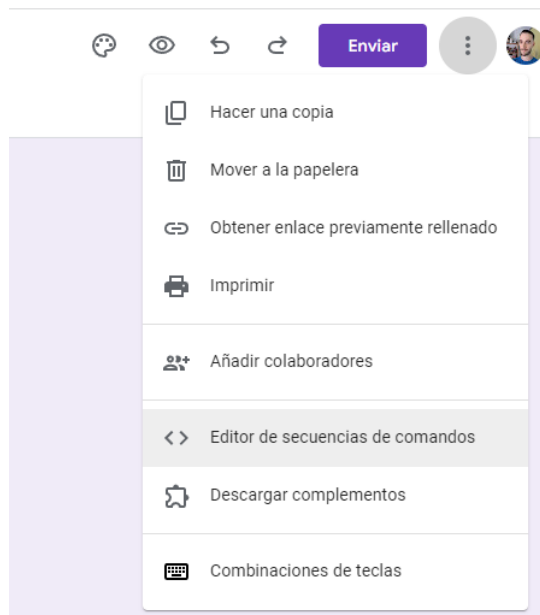 Enviar
Hacer una copia
Mover a la papelera
Obtener enlace previamente rellenado
Imprimir
Añadir colaboradores
Editor de secuencias de comandos
Descargar complementos
Combinaciones de teclas